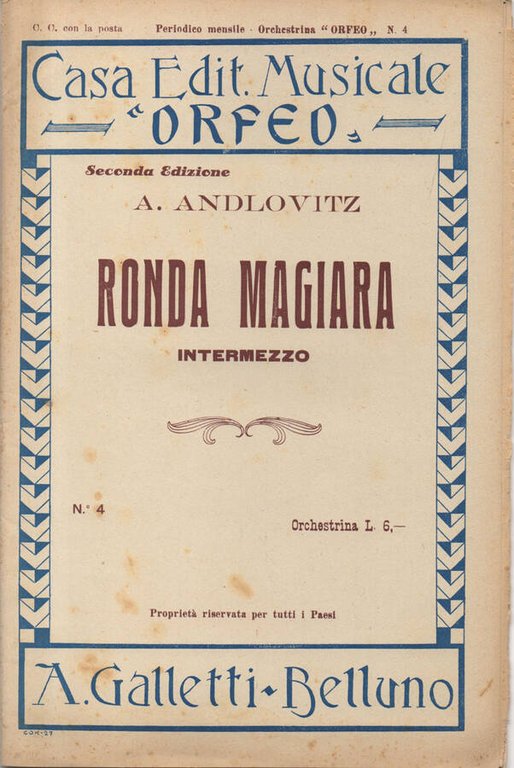 C. C. con la posta Periodico mensile - Orchestrina "ORFEO„ N. 4
Casa Edit. Musicale
"ORFEO„
Seconda Edizione
A. ANDLOVITZ
RONDA MAGIARA
INTERMEZZO
N.° 4
Orchestrina L. 6,—
Proprietà riservata per tutti i Paesi
A. Galletti - Belluno